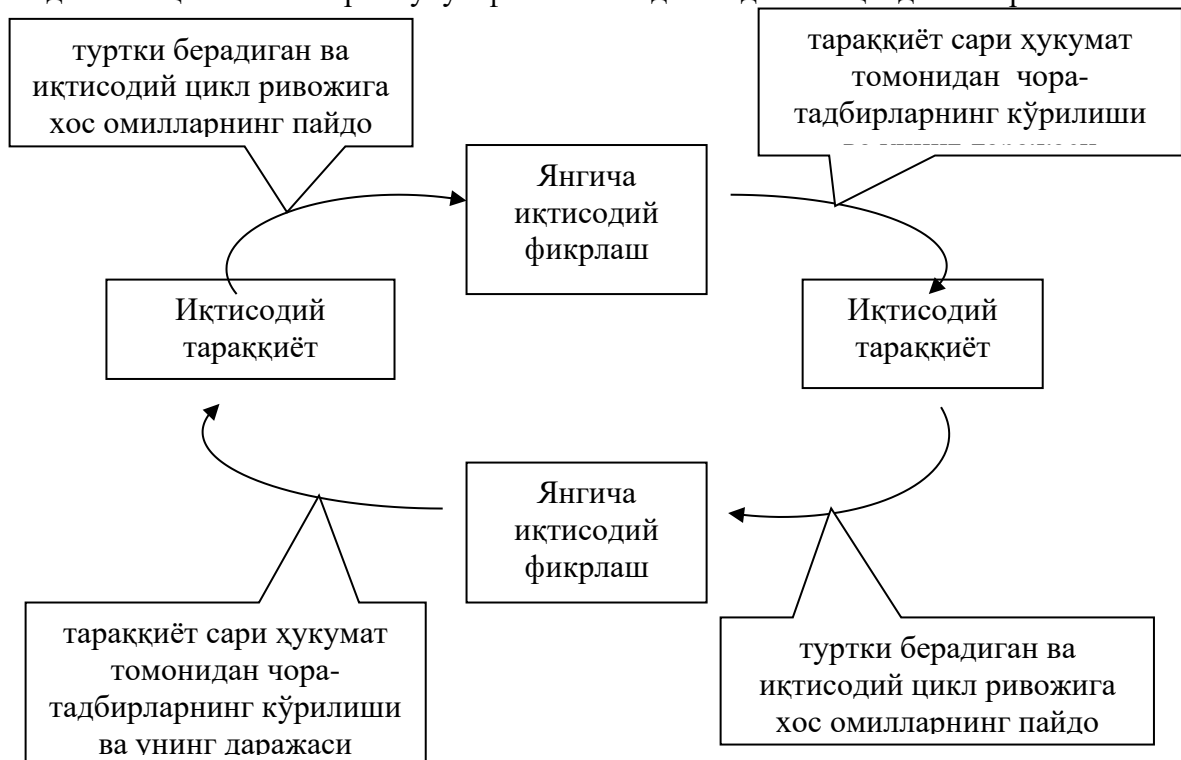 туртки берадиган ва
иқтисодий цикл ривожига
хос омилларнинг пайдо
тараққиёт сари ҳукумат
томонидан чора-
тадбирларнинг кўрилиши
Янгича
иқтисодий
фикрлаш
Иқтисодий
тараққиёт
Иқтисодий
тараққиёт
Янгича
иқтисодий
фикрлаш
тараққиёт сари ҳукумат
томонидан чора-
тадбирларнинг кўрилиши
ва унинг даражаси
туртки берадиган ва
иқтисодий цикл ривожига
хос омилларнинг пайдо